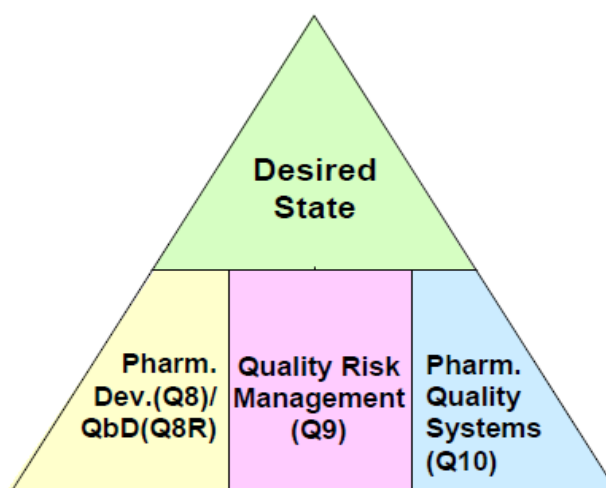 Desired
State
Pharm.
Dev.(Q8)/
QbD(Q8R)
Quality Risk
Management
(Q9)
Pharm.
Quality
Systems
(Q10)